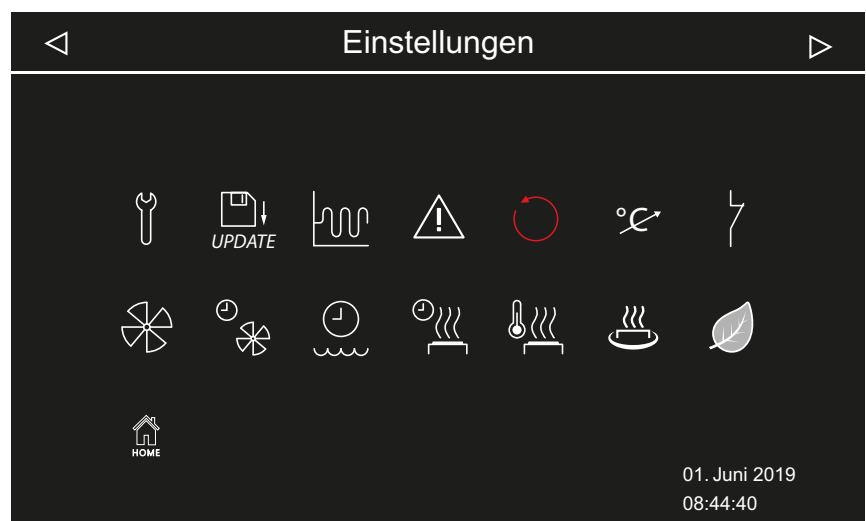 Einstellungen
UPDATE
°C
HOME
01. Juni 2019
08:44:40